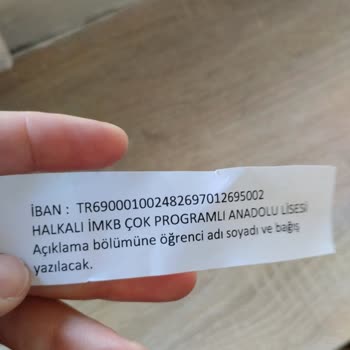 İBAN : TR690001002482697012695002
HALKALI İMKB ÇOK PROGRAMLI ANADOLU LİSESİ
Açıklama bölümüne öğrenci adı soyadı ve bağış
yazılacak.